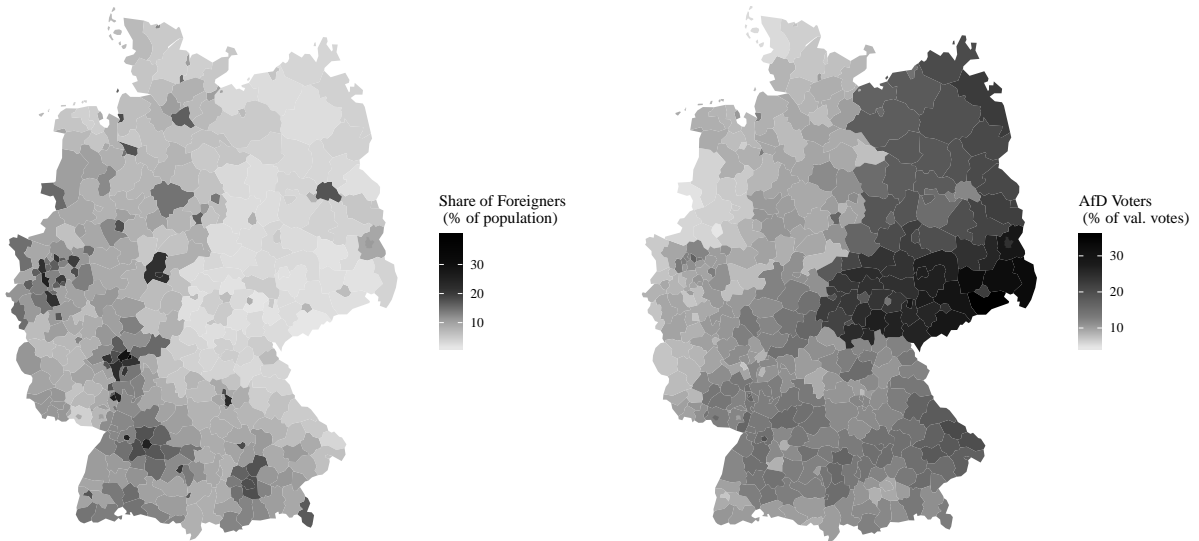 Share of Foreigners
(% of population)
30
20
10
AfD Voters
(% of val. votes)
30
20
10